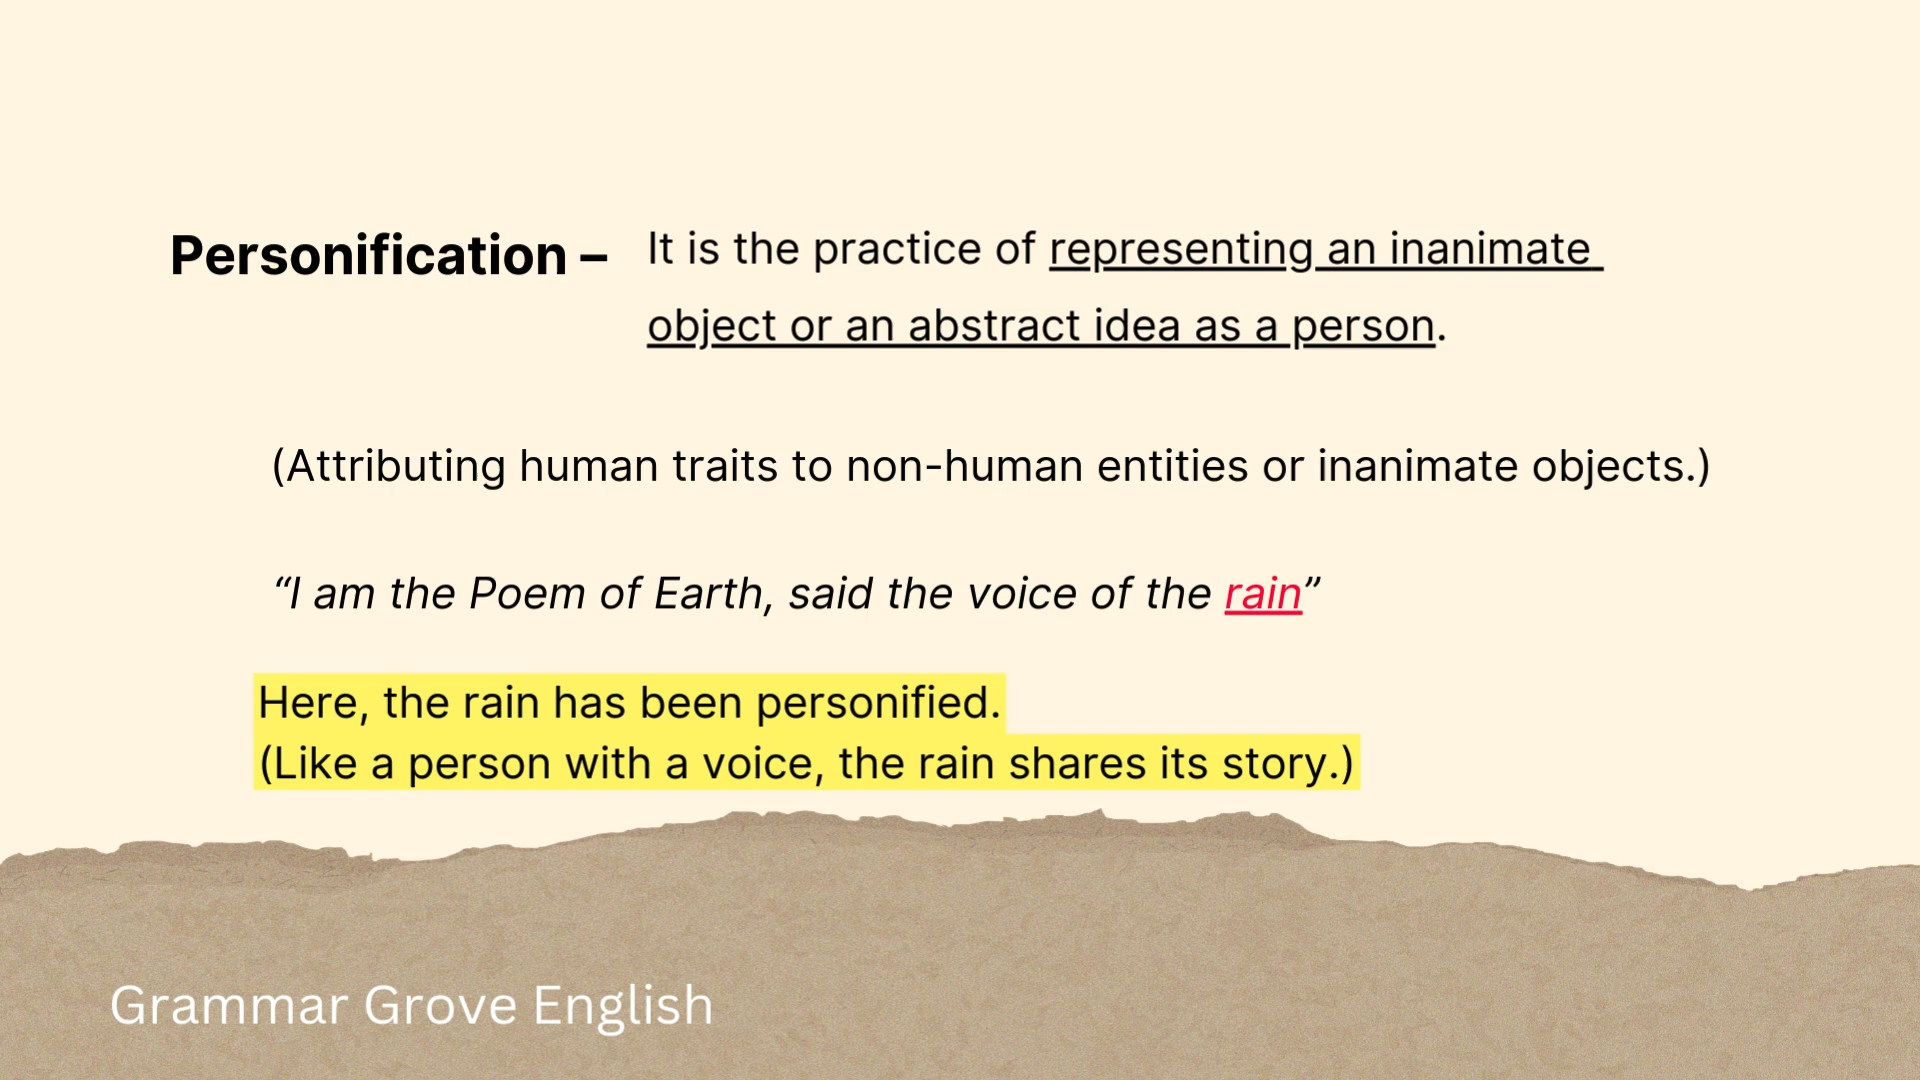 Personification – It is the practice of representing an inanimate
object or an abstract idea as a person.
(Attributing human traits to non-human entities or inanimate objects.)
“I am the Poem of Earth, said the voice of the rain”
Here, the rain has been personified.
(Like a person with a voice, the rain shares its story.)
Grammar Grove English